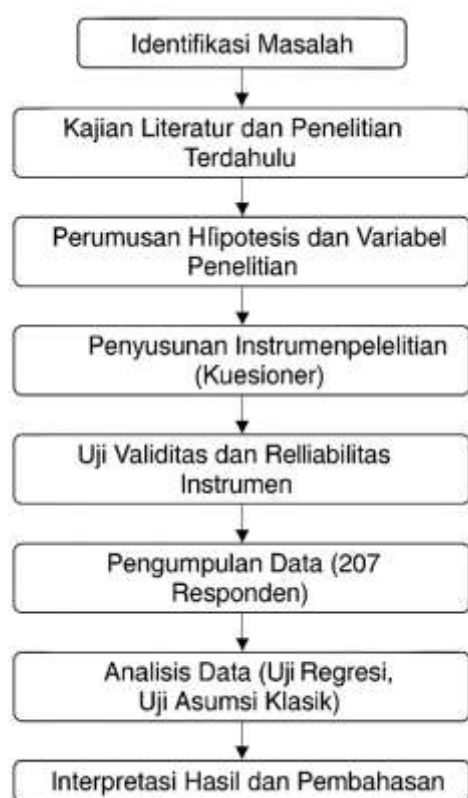 Identifikasi Masalah
Kajian Literatur dan Penelitian
Terdahulu
Perumusan Hlipotesis dan Variabel
Penelitian
Penyusunan Instrumenpelelitian
(Kuesioner)
Uji Validitas dan Relliabilitas
Instrumen
Pengumpulan Data (207
Responden)
Analisis Data (Uji Regresi,
Uji Asumsi Klasik)
Interpretasi Hasil dan Pembahasan